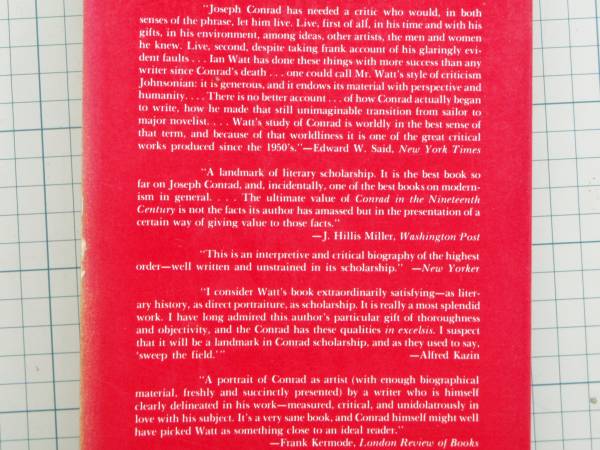 "Joseph Conrad has needed a critic who would, in both
senses of the phrase, let him live. Live, first of all, in his time and with his
gifts, in his environment, among ideas, other artists, the men and women
he knew. Live, second, despite taking frank account of his glaringly evi-
dent faults . . . Ian Watt has done these things with more success than any
writer since Conrad's death . . . one could call Mr. Watt's style of criticism
Johnsonian: it is generous, and it endows its material with perspective and
humanity. . . . There is no better account . . . of how Conrad actually began
to write, how he made that still unimaginable transition from sailor to
major novelist. . . . Watt's study of Conrad is worldly in the best sense of
that term, and because of that worldliness it is one of the great critical
works produced since the 1950's."—Edward W. Said, New York Times
"A landmark of literary scholarship. It is the best book so
far on Joseph Conrad, and, incidentally, one of the best books on modern-
ism in general. . . . The ultimate value of Conrad in the Nineteenth
Century is not the facts its author has amassed but in the presentation of a
certain way of giving value to those facts."
—J. Hillis Miller, Washington Post
"This is an interpretive and critical biography of the highest
order—well written and unstrained in its scholarship." —New Yorker
"I consider Watt's book extraordinarily satisfying—as liter-
ary history, as direct portraiture, as scholarship. It is really a most splendid
work. I have long admired this author's particular gift of thoroughness
and objectivity, and the Conrad has these qualities in excelsis. I suspect
that it will be a landmark in Conrad scholarship, and as they used to say,
'sweep the field.'" —Alfred Kazin
"A portrait of Conrad as artist (with enough biographical
material, freshly and succinctly presented) by a writer who is himself
clearly delineated in his work—measured, critical, and unidolatrously in
love with his subject. It's a very sane book, and Conrad himself might well
have picked Watt as something close to an ideal reader."
—Frank Kermode, London Review of Books